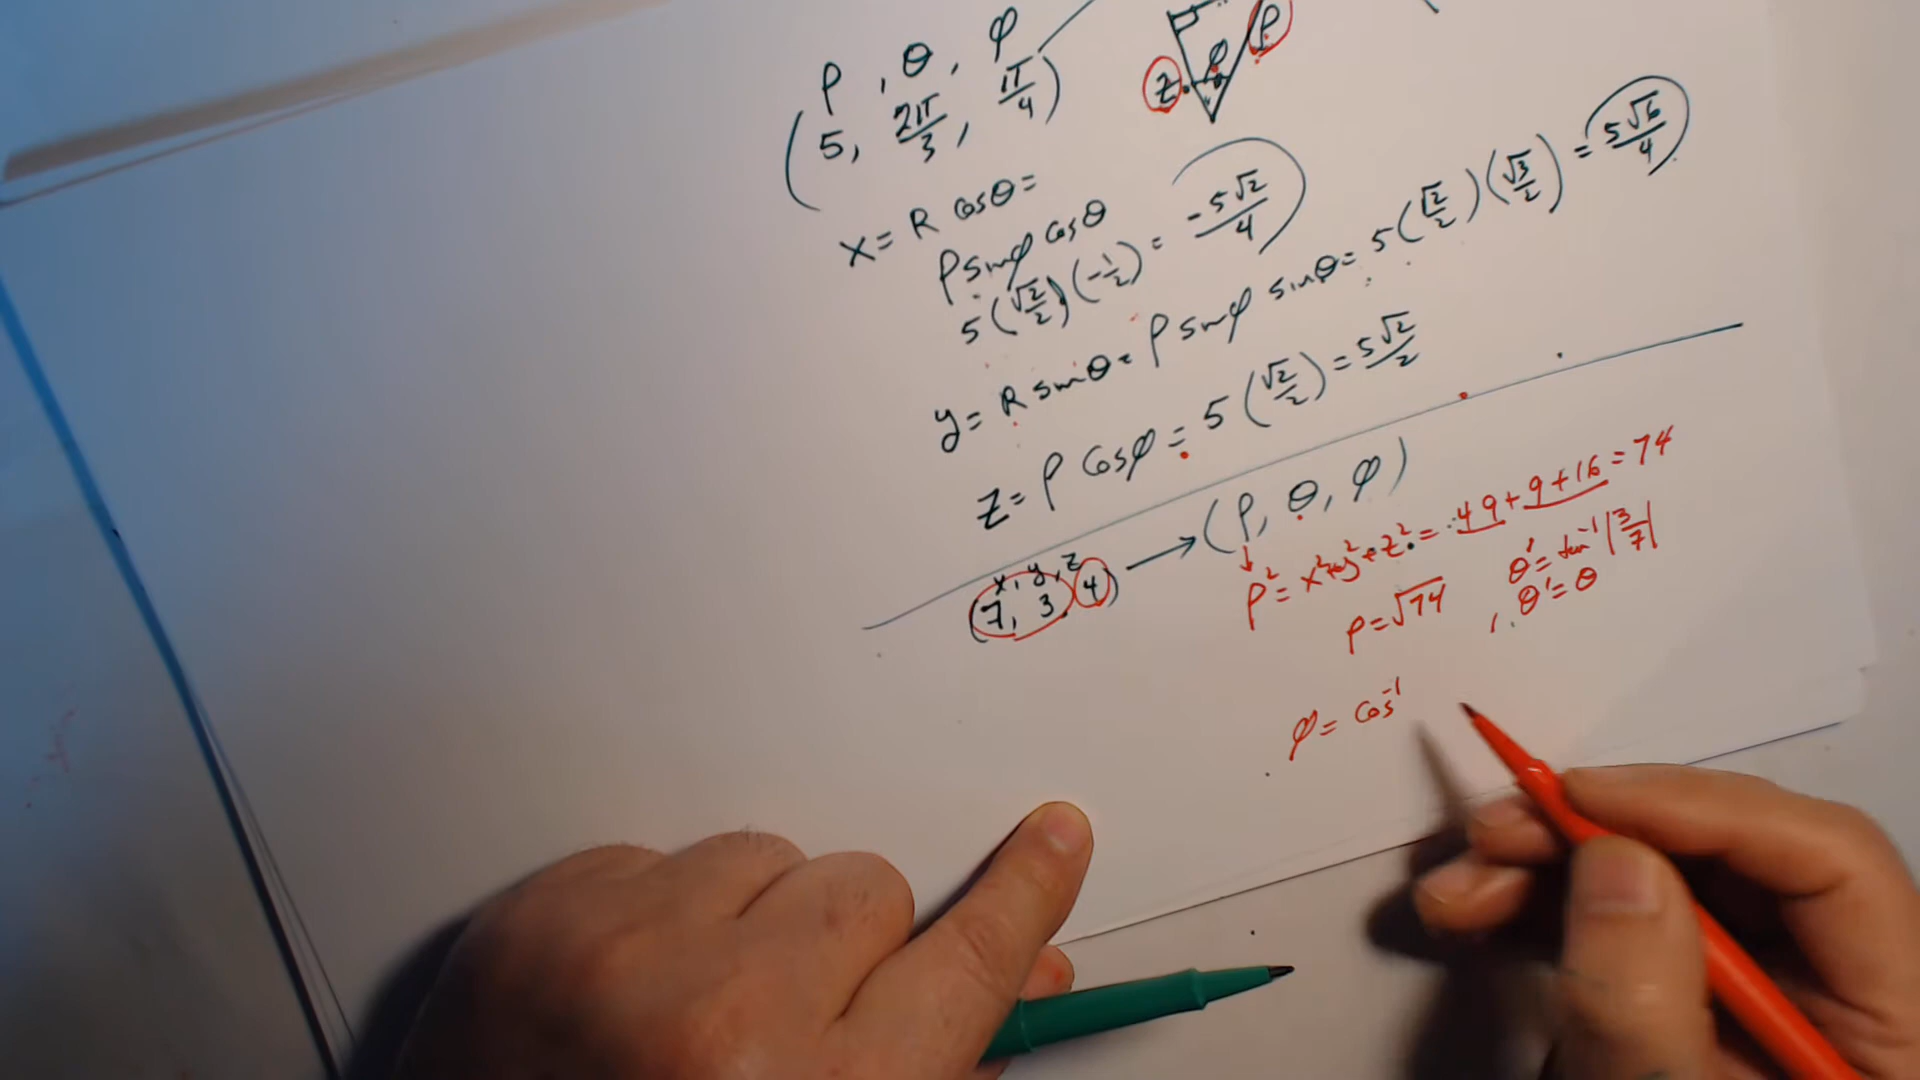 ρ, θ, φ
(5, 2π/3, π/4)
z φ ρ
x = R cosθ =
ρ sinφ cosθ
5(√2/2)(-1/2) = -5√2/4
y = R sinθ = ρ sinφ sinθ = 5(√2/2)(√3/2) = 5√6/4
z = ρ cosφ = 5(√2/2) = 5√2/2
x, y, z
(7, 3, 4) → (ρ, θ, φ)
ρ² = x² + y² + z² = 49 + 9 + 16 = 74
ρ = √74
θ' = tan⁻¹|3/7|
θ' = θ
φ = cos⁻¹